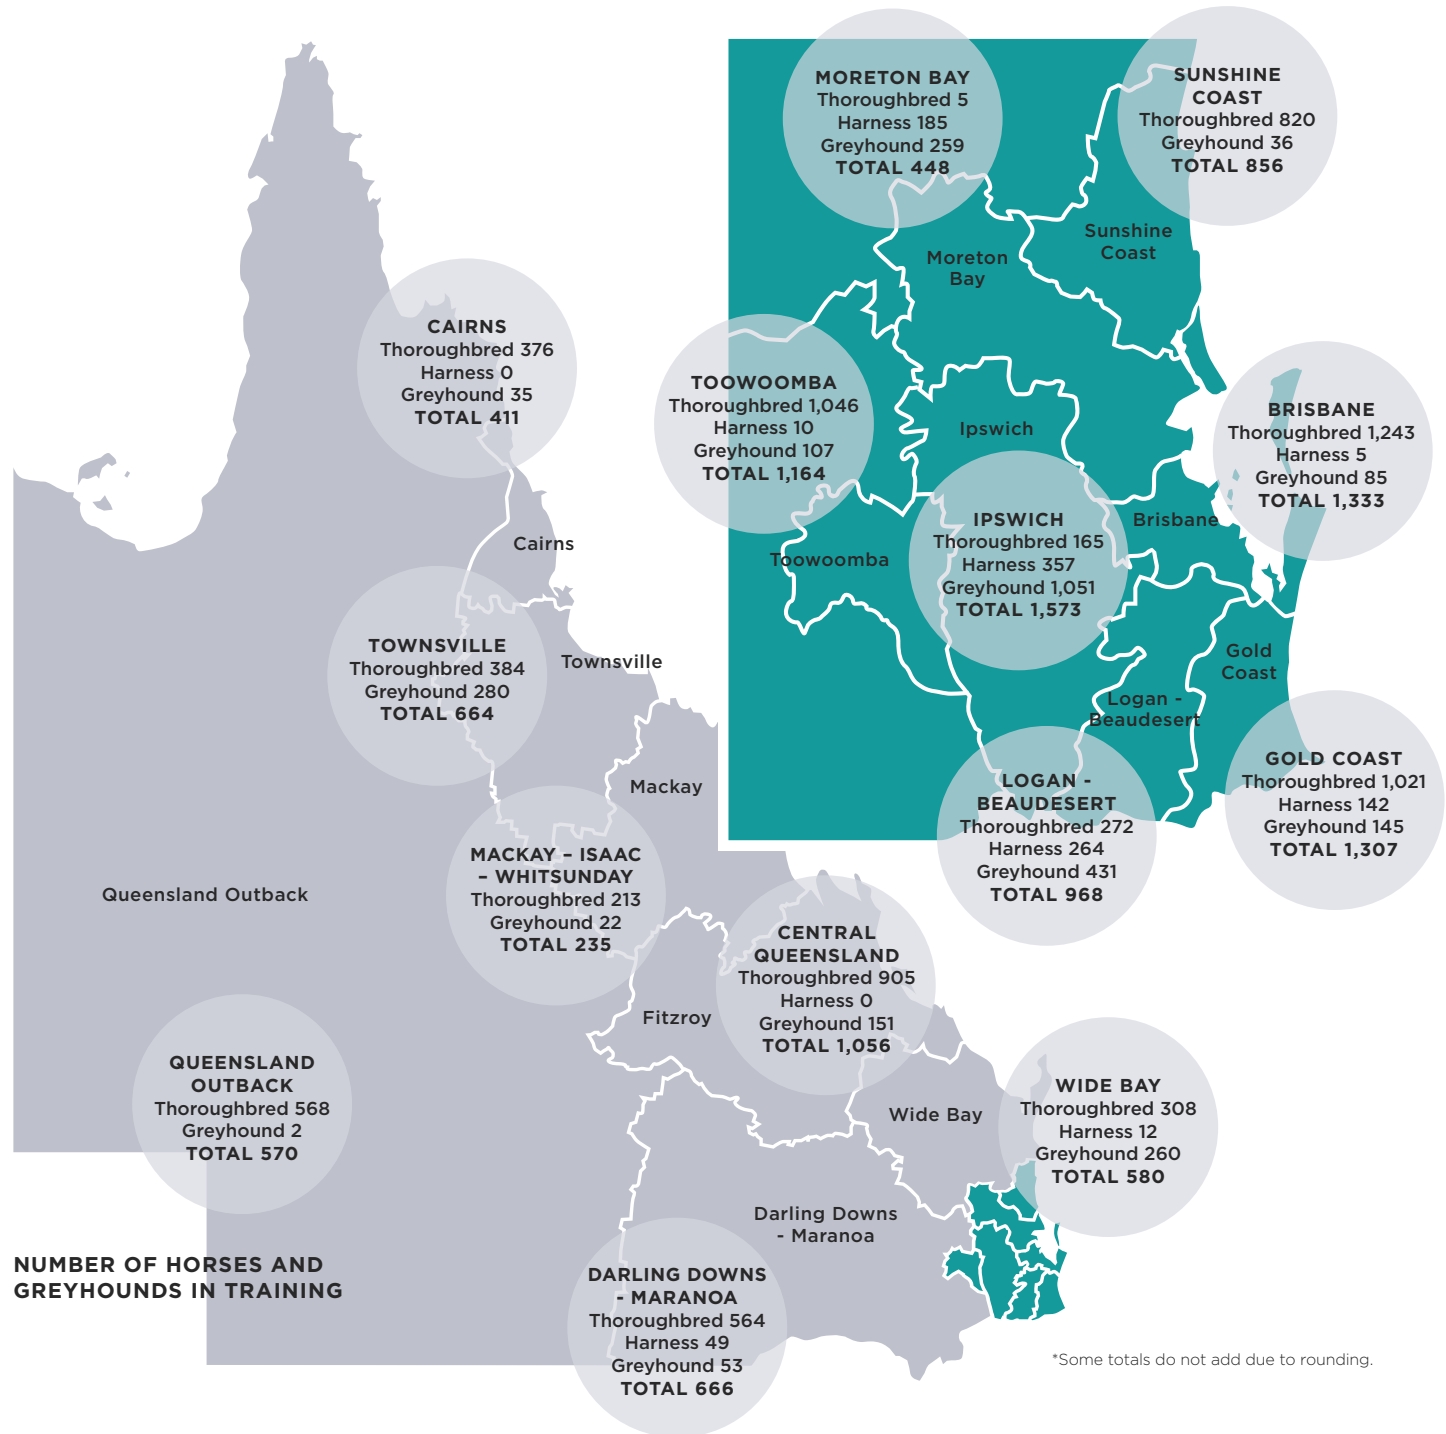 MORETON BAY
Thoroughbred 5
Harness 185
Greyhound 259
TOTAL 448
SUNSHINE
COAST
Thoroughbred 820
Greyhound 36
TOTAL 856
Sunshine
Coast
Moreton
Bay
CAIRNS
Thoroughbred 376
Harness 0
Greyhound 35
TOTAL 411
TOOWOOMBA
Thoroughbred 1,046
Harness 10
Greyhound 107
TOTAL 1,164
Ipswich
BRISBANE
Thoroughbred 1,243
Harness 5
Greyhound 85
TOTAL 1,333
IPSWICH
Thoroughbred 165
Harness 357
Greyhound 1,051
TOTAL 1,573
Brisbane
Cairns
Toowoomba
TOWNSVILLE
Thoroughbred 384
Greyhound 280
TOTAL 664
Townsville
Gold
Coast
Logan -
Beaudesert
GOLD COAST
Thoroughbred 1,021
Harness 142
Greyhound 145
TOTAL 1,307
LOGAN -
BEAUDESERT
Thoroughbred 272
Harness 264
Greyhound 431
TOTAL 968
Mackay
MACKAY – ISAAC
– WHITSUNDAY
Thoroughbred 213
Greyhound 22
TOTAL 235
Queensland Outback
CENTRAL
QUEENSLAND
Thoroughbred 905
Harness 0
Greyhound 151
TOTAL 1,056
Fitzroy
QUEENSLAND
OUTBACK
Thoroughbred 568
Greyhound 2
TOTAL 570
Wide Bay
WIDE BAY
Thoroughbred 308
Harness 12
Greyhound 260
TOTAL 580
Darling Downs
- Maranoa
NUMBER OF HORSES AND
GREYHOUNDS IN TRAINING
DARLING DOWNS
- MARANOA
Thoroughbred 564
Harness 49
Greyhound 53
TOTAL 666
*Some totals do not add due to rounding.